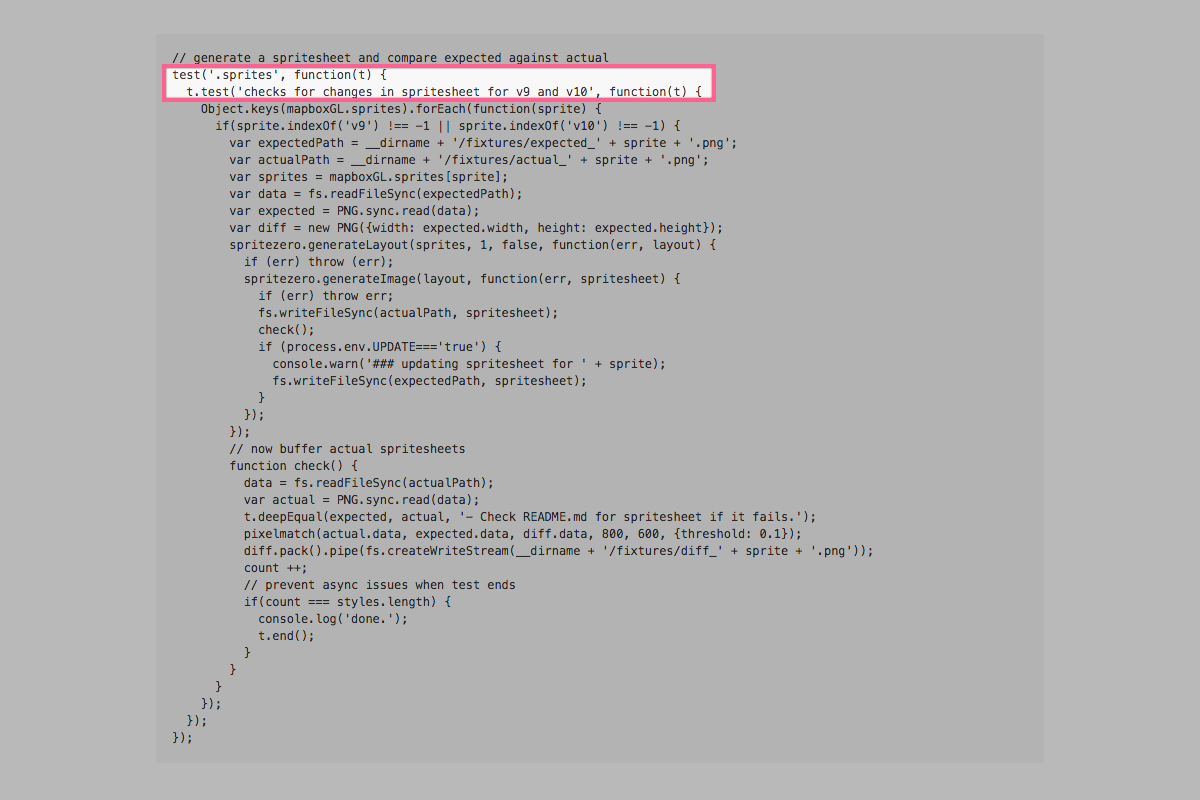 // generate a spritesheet and compare expected against actual
test('.sprites', function(t) {
  t.test('checks for changes in spritesheet for v9 and v10', function(t) {
    Object.keys(mapboxGL.sprites).forEach(function(sprite) {
      if(sprite.indexOf('v9') !== -1 || sprite.indexOf('v10') !== -1) {
        var expectedPath = __dirname + '/fixtures/expected_' + sprite + '.png';
        var actualPath = __dirname + '/fixtures/actual_' + sprite + '.png';
        var sprites = mapboxGL.sprites[sprite];
        var data = fs.readFileSync(expectedPath);
        var expected = PNG.sync.read(data);
        var diff = new PNG({width: expected.width, height: expected.height});
        spritezero.generateLayout(sprites, 1, false, function(err, layout) {
          if (err) throw (err);
          spritezero.generateImage(layout, function(err, spritesheet) {
            if (err) throw err;
            fs.writeFileSync(actualPath, spritesheet);
            check();
            if (process.env.UPDATE==='true') {
              console.warn('### updating spritesheet for ' + sprite);
              fs.writeFileSync(expectedPath, spritesheet);
            }
          });
        });
        // now buffer actual spritesheets
        function check() {
          data = fs.readFileSync(actualPath);
          var actual = PNG.sync.read(data);
          t.deepEqual(expected, actual, '- Check README.md for spritesheet if it fails.');
          pixelmatch(actual.data, expected.data, diff.data, 800, 600, {threshold: 0.1});
          diff.pack().pipe(fs.createWriteStream(__dirname + '/fixtures/diff_' + sprite + '.png'));
          count ++;
          // prevent async issues when test ends
          if(count === styles.length) {
            console.log('done.');
            t.end();
          }
        }
      }
    });
  });
});